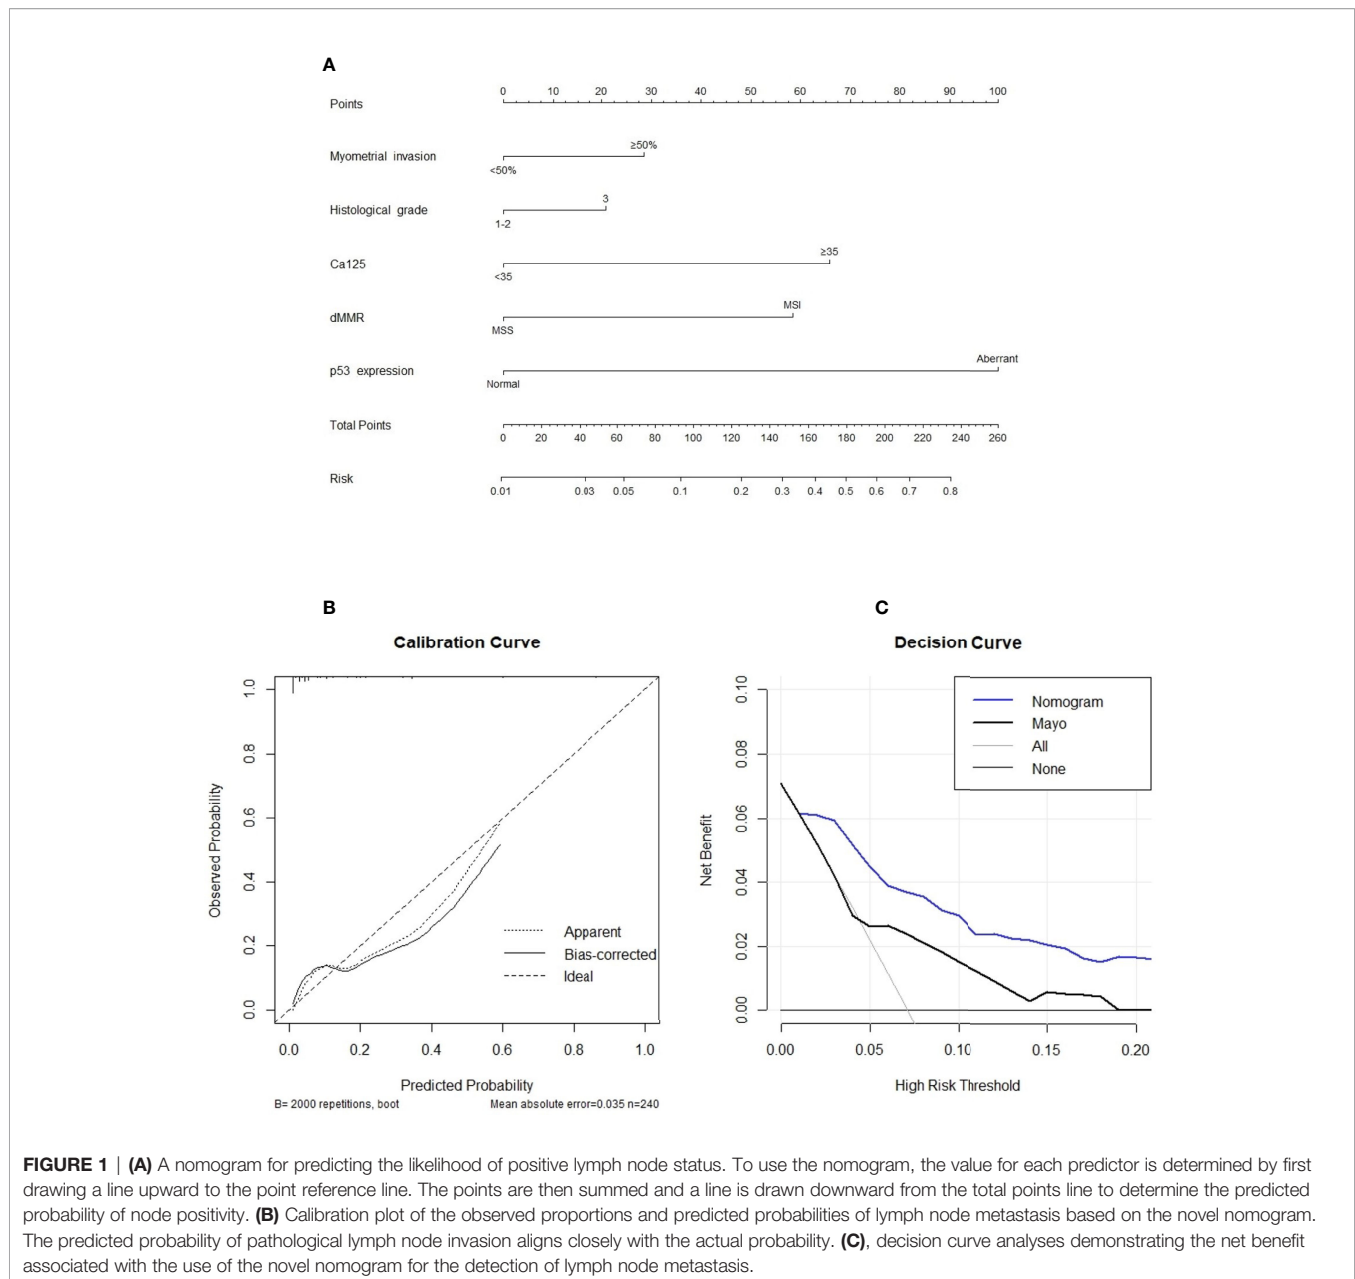 A
Points
0 10 20 30 40 50 60 70 80 90 100
Myometrial invasion
≥50%
<50%
Histological grade
3
1-2
Ca125
≥35
<35
dMMR
MSI
MSS
p53 expression
Aberrant
Normal
Total Points
0 20 40 60 80 100 120 140 160 180 200 220 240 260
Risk
0.01 0.03 0.05 0.1 0.2 0.3 0.4 0.5 0.6 0.7 0.8
B
Calibration Curve
Observed Probability
1.0
0.8
0.6
0.4
0.2
0.0
Apparent
Bias-corrected
Ideal
0.0 0.2 0.4 0.6 0.8 1.0
Predicted Probability
B= 2000 repetitions, boot
Mean absolute error=0.035 n=240
C
Decision Curve
Net Benefit
0.10
0.08
0.06
0.04
0.02
0.00
Nomogram
Mayo
All
None
0.00 0.05 0.10 0.15 0.20
High Risk Threshold
FIGURE 1 | (A) A nomogram for predicting the likelihood of positive lymph node status. To use the nomogram, the value for each predictor is determined by first
drawing a line upward to the point reference line. The points are then summed and a line is drawn downward from the total points line to determine the predicted
probability of node positivity. (B) Calibration plot of the observed proportions and predicted probabilities of lymph node metastasis based on the novel nomogram.
The predicted probability of pathological lymph node invasion aligns closely with the actual probability. (C), decision curve analyses demonstrating the net benefit
associated with the use of the novel nomogram for the detection of lymph node metastasis.